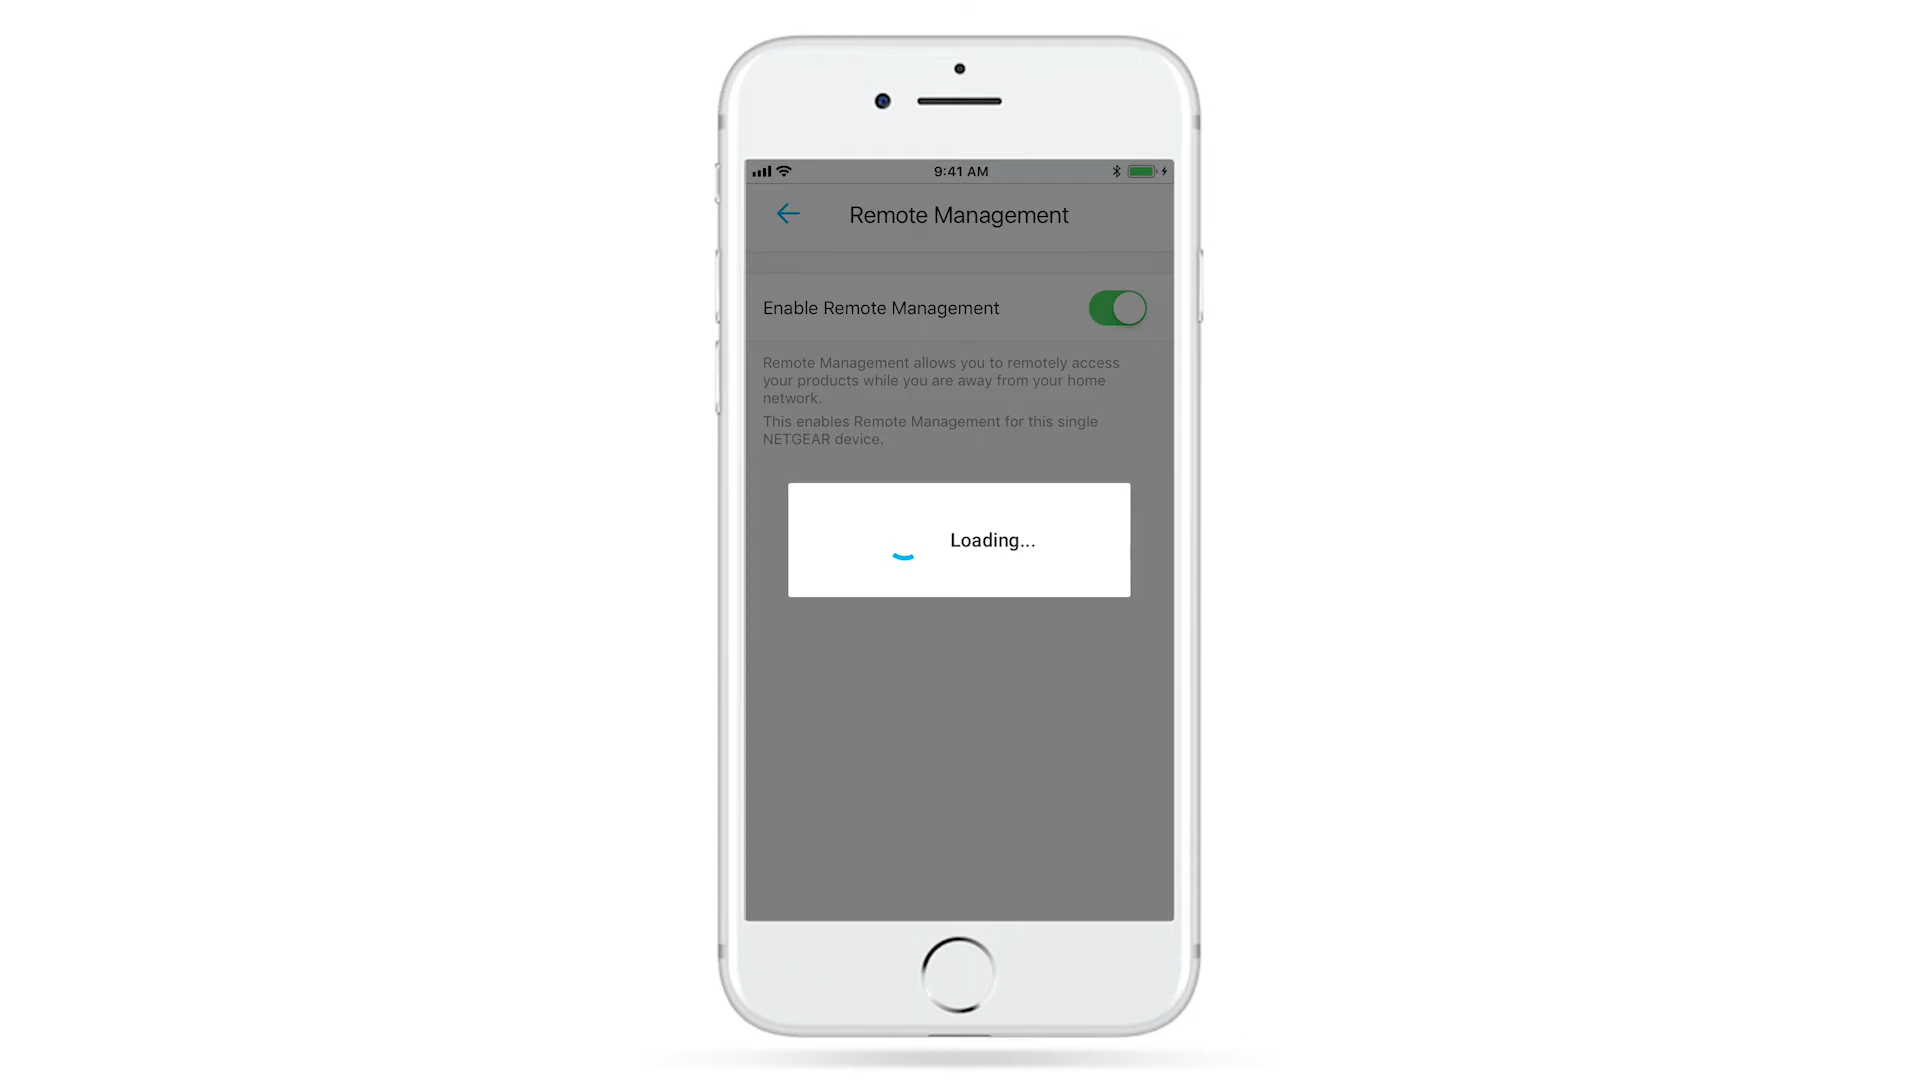 9:41 AM
Remote Management
Enable Remote Management
Remote Management allows you to remotely access
your products while you are away from your home
network.
This enables Remote Management for this single
NETGEAR device.
Loading...